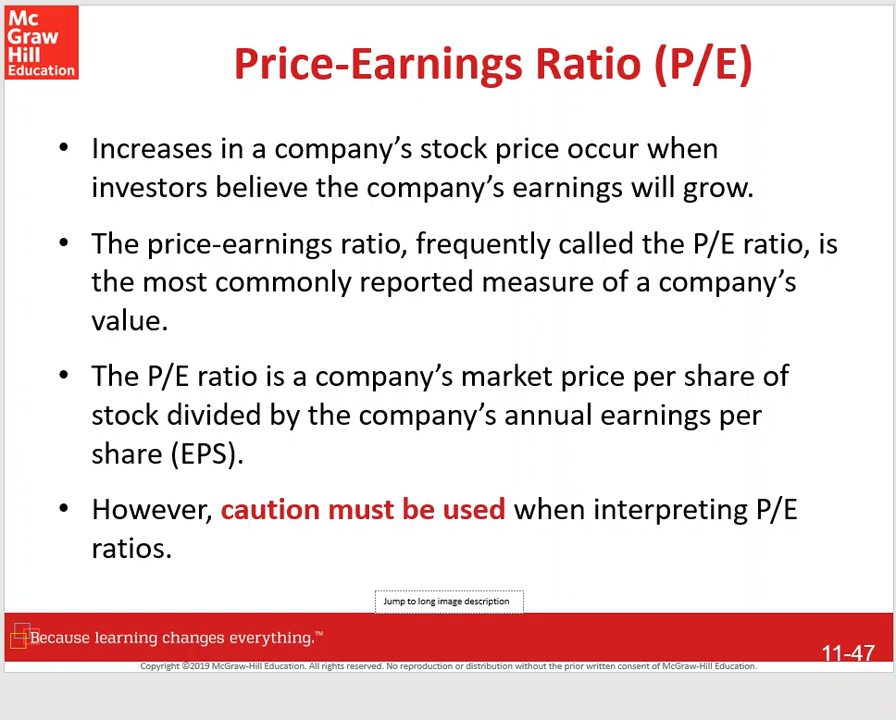 Mc
Graw
Hill
Education
Price-Earnings Ratio (P/E)
• Increases in a company’s stock price occur when
investors believe the company’s earnings will grow.
• The price-earnings ratio, frequently called the P/E ratio, is
the most commonly reported measure of a company’s
value.
• The P/E ratio is a company’s market price per share of
stock divided by the company’s annual earnings per
share (EPS).
• However, caution must be used when interpreting P/E
ratios.
Jump to long image description
Because learning changes everything.™
11-47
Copyright ©2019 McGraw-Hill Education. All rights reserved. No reproduction or distribution without the prior written consent of McGraw-Hill Education.